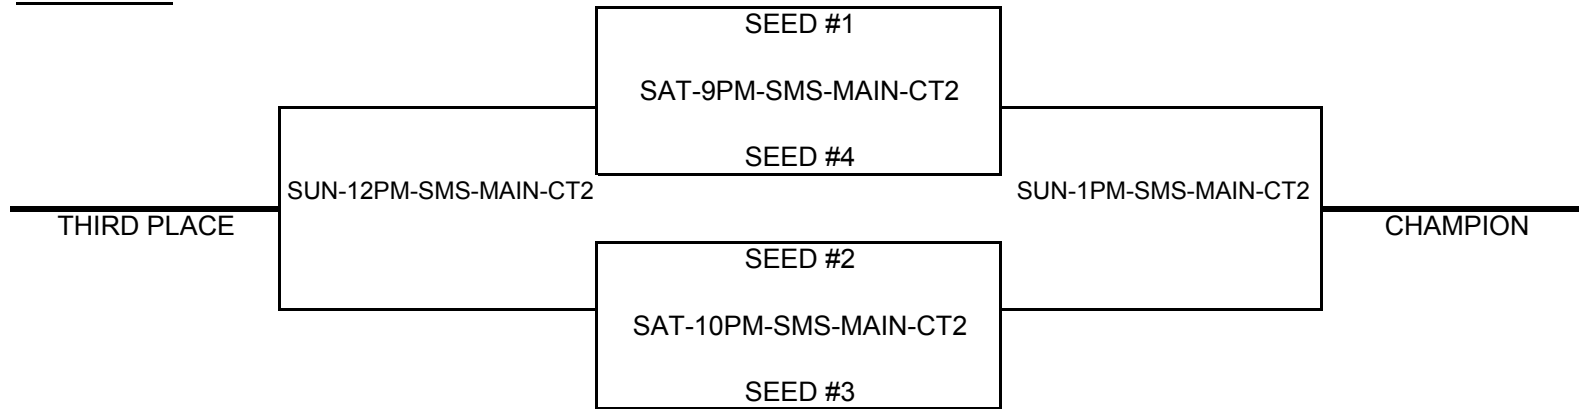 SEED #1
SAT-9PM-SMS-MAIN-CT2
SEED #4
SUN-12PM-SMS-MAIN-CT2
SUN-1PM-SMS-MAIN-CT2
THIRD PLACE
CHAMPION
SEED #2
SAT-10PM-SMS-MAIN-CT2
SEED #3